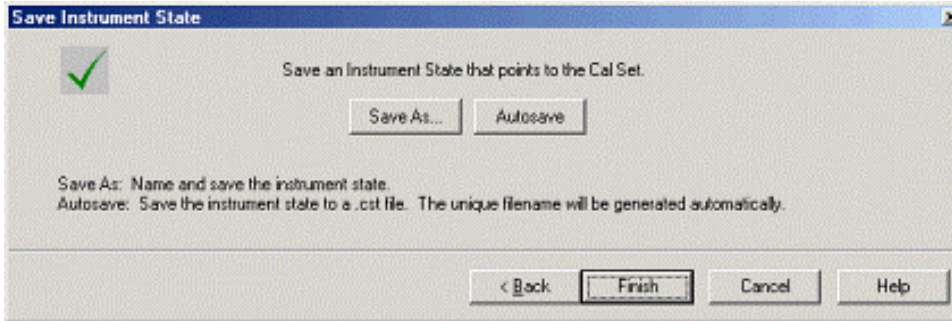 Save Instrument State
Save an Instrument State that points to the Cal Set.
Save As... Autosave
Save As: Name and save the instrument state.
Autosave: Save the instrument state to a .cst file. The unique filename will be generated automatically.
< Back Finish Cancel Help